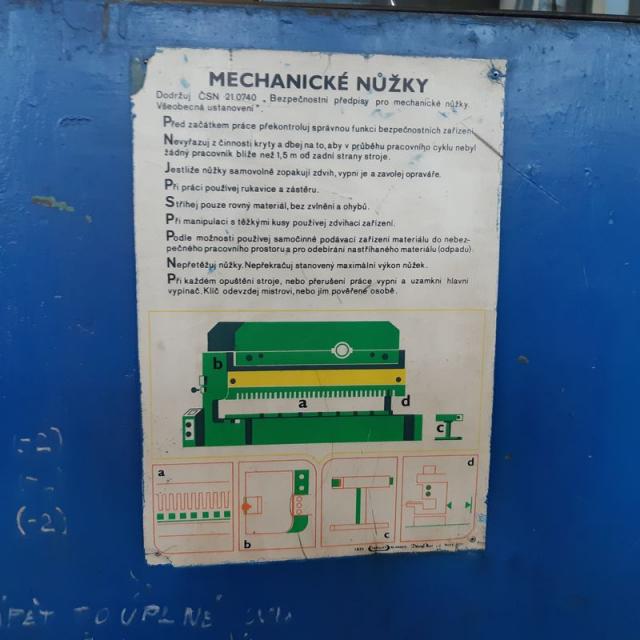 MECHANICKÉ NŮŽKY
Dodržuj ČSN 21.0740 „Bezpečnostní předpisy pro mechanické nůžky.
Všeobecná ustanovení“.
Před začátkem práce překontroluj správnou funkci bezpečnostních zařízení.
Nevyřazuj z činnosti kryty a dbej na to, aby v průběhu pracovního cyklu nebyl
žádný pracovník blíže než 1,5 m od zadní strany stroje.
Jestliže nůžky samovolně zopakují zdvih, vypni je a zavolej opraváře.
Při práci používej rukavice a zástěru.
Stříhej pouze rovný materiál, bez zvlnění a ohybů.
Při manipulaci s těžkými kusy používej zdvihací zařízení.
Podle možnosti používej samočinné podávací zařízení materiálu do nebez-
pečného pracovního prostoru a pro odebírání nastříhaného materiálu (odpadu).
Nepřetěžuj nůžky. Nepřekračuj stanovený maximální výkon nůžek.
Při každém opuštění stroje, nebo přerušení práce vypni a uzamkni hlavní
vypínač. Klíč odevzdej mistrovi, nebo jím pověřené osobě.
b
a
d
c
a
b
c
d
(-2)
(-2)
TO UPLNE